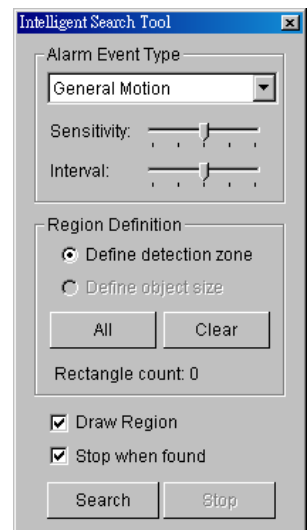 Intelligent Search Tool
Alarm Event Type
General Motion
Sensitivity:
Interval:
Region Definition
Define detection zone
Define object size
All Clear
Rectangle count: 0
Draw Region
Stop when found
Search Stop